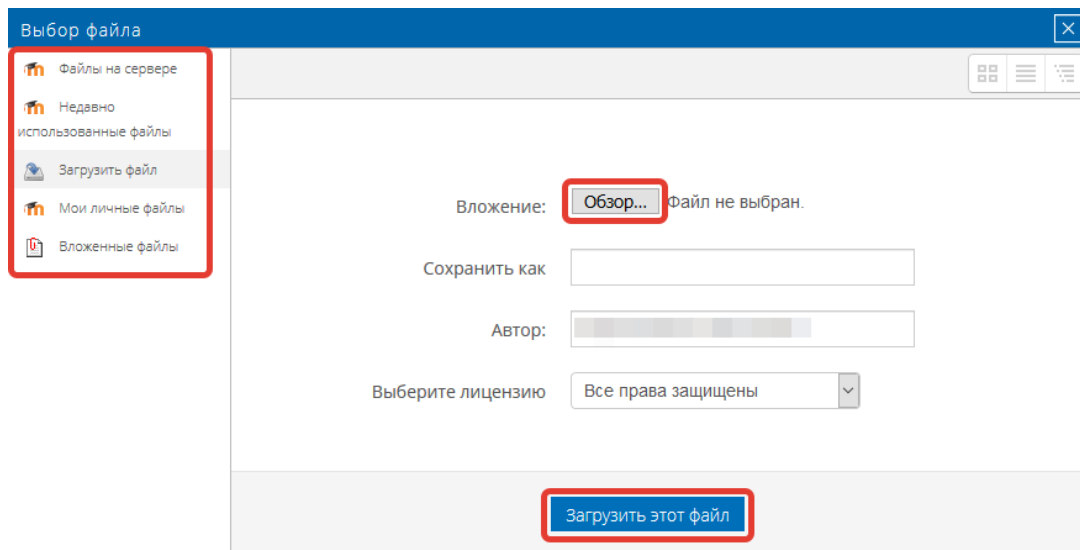 Выбор файла
Файлы на сервере
Недавно
использованные файлы
Загрузить файл
Мои личные файлы
Вложенные файлы
Вложение: Обзор... Файл не выбран.
Сохранить как
Автор:
Выберите лицензию Все права защищены
Загрузить этот файл